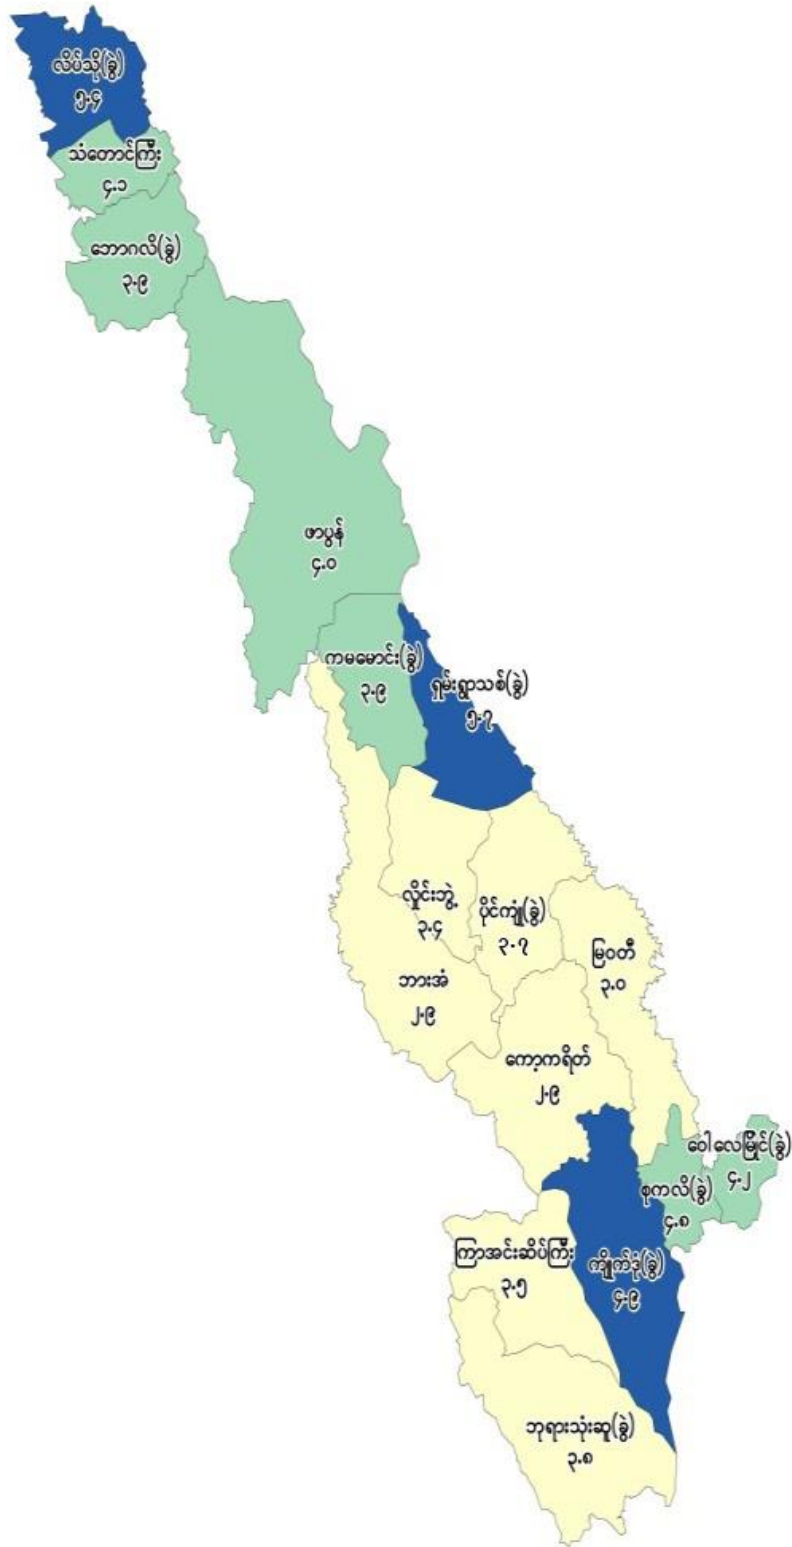 လိပ်သို(ခွဲ)
၅.၄
သံတောင်ကြီး
၄.၁
ဘောဂလိ(ခွဲ)
၃.၉
ဖာပွန်
၄.၀
ကမမောင်း(ခွဲ)
၃.၉
ရှမ်းရွာသစ်(ခွဲ)
၅.၇
လှိုင်းဘွဲ့
၃.၄
ပိုင်ကျုံ(ခွဲ)
၃.၇
မြဝတီ
၃.၀
ဘားအံ
၂.၉
ကော့ကရိတ်
၂.၉
ဝေါလေမြိုင်(ခွဲ)
၄.၂
စုကလိ(ခွဲ)
၄.၈
ကြာအင်းဆိပ်ကြီး
၃.၅
ကျိုက်ဒုံ(ခွဲ)
၄.၉
ဘုရားသုံးဆူ(ခွဲ)
၃.၈